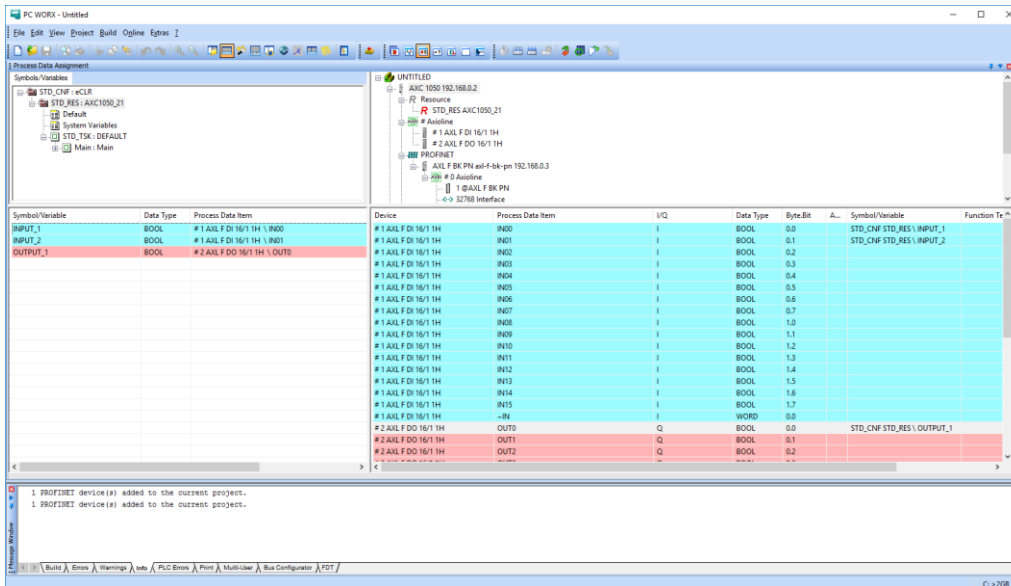 PC WORX - Untitled
File Edit View Project Build Online Extras ?
Process Data Assignment
Symbols/Variables
STD_CNF : eCLR
STD_RES : AXC1050_21
Default
System Variables
STD_TSK : DEFAULT
Main : Main
UNTITLED
AXC 1050 192.168.0.2
R Resource
R STD_RES AXC1050_21
# Axioline
# 1 AXL F DI 16/1 1H
# 2 AXL F DO 16/1 1H
PROFINET
AXL F BK PN axl-f-bk-pn 192.168.0.3
# 0 Axioline
1 @AXL F BK PN
32768 Interface
Symbol/Variable Data Type Process Data Item
INPUT_1 BOOL # 1 AXL F DI 16/1 1H \ IN00
INPUT_2 BOOL # 1 AXL F DI 16/1 1H \ IN01
OUTPUT_1 BOOL # 2 AXL F DO 16/1 1H \ OUT0
Device Process Data Item I/Q Data Type Byte.Bit A... Symbol/Variable Function Te
# 1 AXL F DI 16/1 1H IN00 I BOOL 0.0 STD_CNF STD_RES \ INPUT_1
# 1 AXL F DI 16/1 1H IN01 I BOOL 0.1 STD_CNF STD_RES \ INPUT_2
# 1 AXL F DI 16/1 1H IN02 I BOOL 0.2
# 1 AXL F DI 16/1 1H IN03 I BOOL 0.3
# 1 AXL F DI 16/1 1H IN04 I BOOL 0.4
# 1 AXL F DI 16/1 1H IN05 I BOOL 0.5
# 1 AXL F DI 16/1 1H IN06 I BOOL 0.6
# 1 AXL F DI 16/1 1H IN07 I BOOL 0.7
# 1 AXL F DI 16/1 1H IN08 I BOOL 1.0
# 1 AXL F DI 16/1 1H IN09 I BOOL 1.1
# 1 AXL F DI 16/1 1H IN10 I BOOL 1.2
# 1 AXL F DI 16/1 1H IN11 I BOOL 1.3
# 1 AXL F DI 16/1 1H IN12 I BOOL 1.4
# 1 AXL F DI 16/1 1H IN13 I BOOL 1.5
# 1 AXL F DI 16/1 1H IN14 I BOOL 1.6
# 1 AXL F DI 16/1 1H IN15 I BOOL 1.7
# 1 AXL F DI 16/1 1H ~IN I WORD 0.0
# 2 AXL F DO 16/1 1H OUT0 Q BOOL 0.0 STD_CNF STD_RES \ OUTPUT_1
# 2 AXL F DO 16/1 1H OUT1 Q BOOL 0.1
# 2 AXL F DO 16/1 1H OUT2 Q BOOL 0.2
1 PROFINET device(s) added to the current project.
1 PROFINET device(s) added to the current project.
Message Window
Build Errors Warnings Info PLC Errors Print Multi-User Bus Configurator FDT
C: >2GB